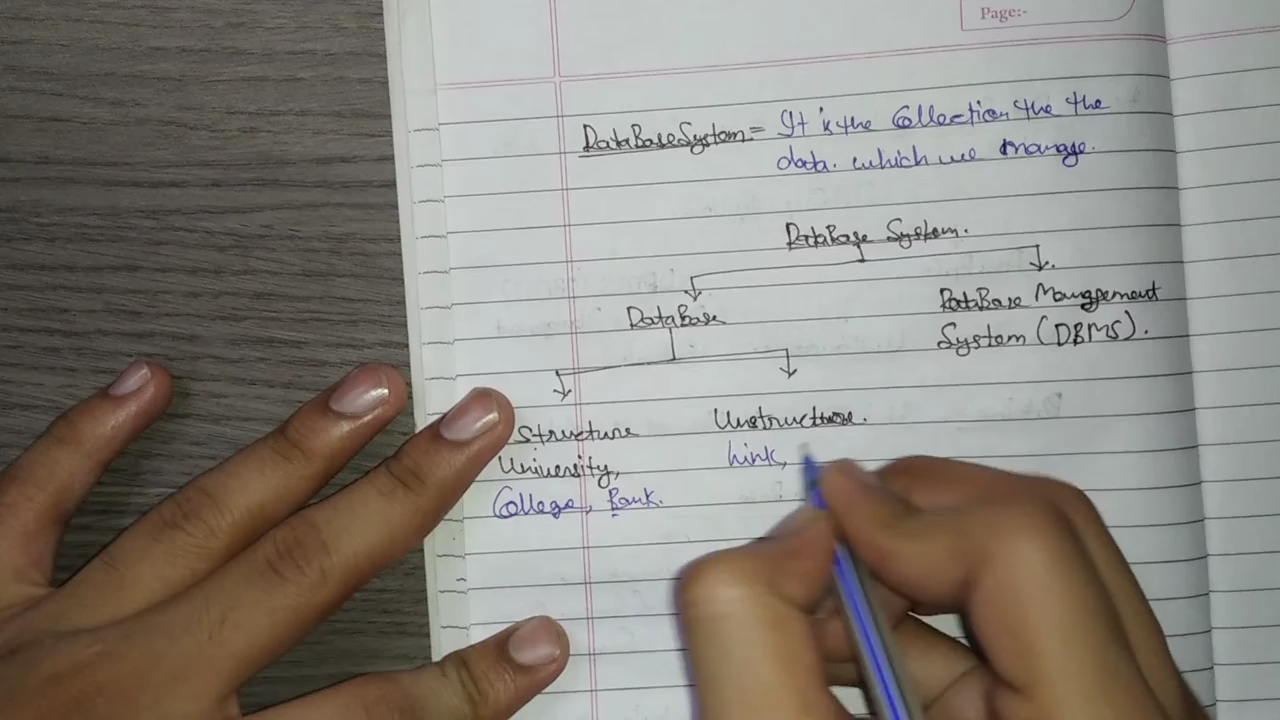 Page:-
DataBaseSystem:= It is the Collection the the
data. which we manage.
DataBase System.
DataBase
DataBase Management
System (DBMS).
Structure
Unstructure.
University,
Link,
College, Bank.